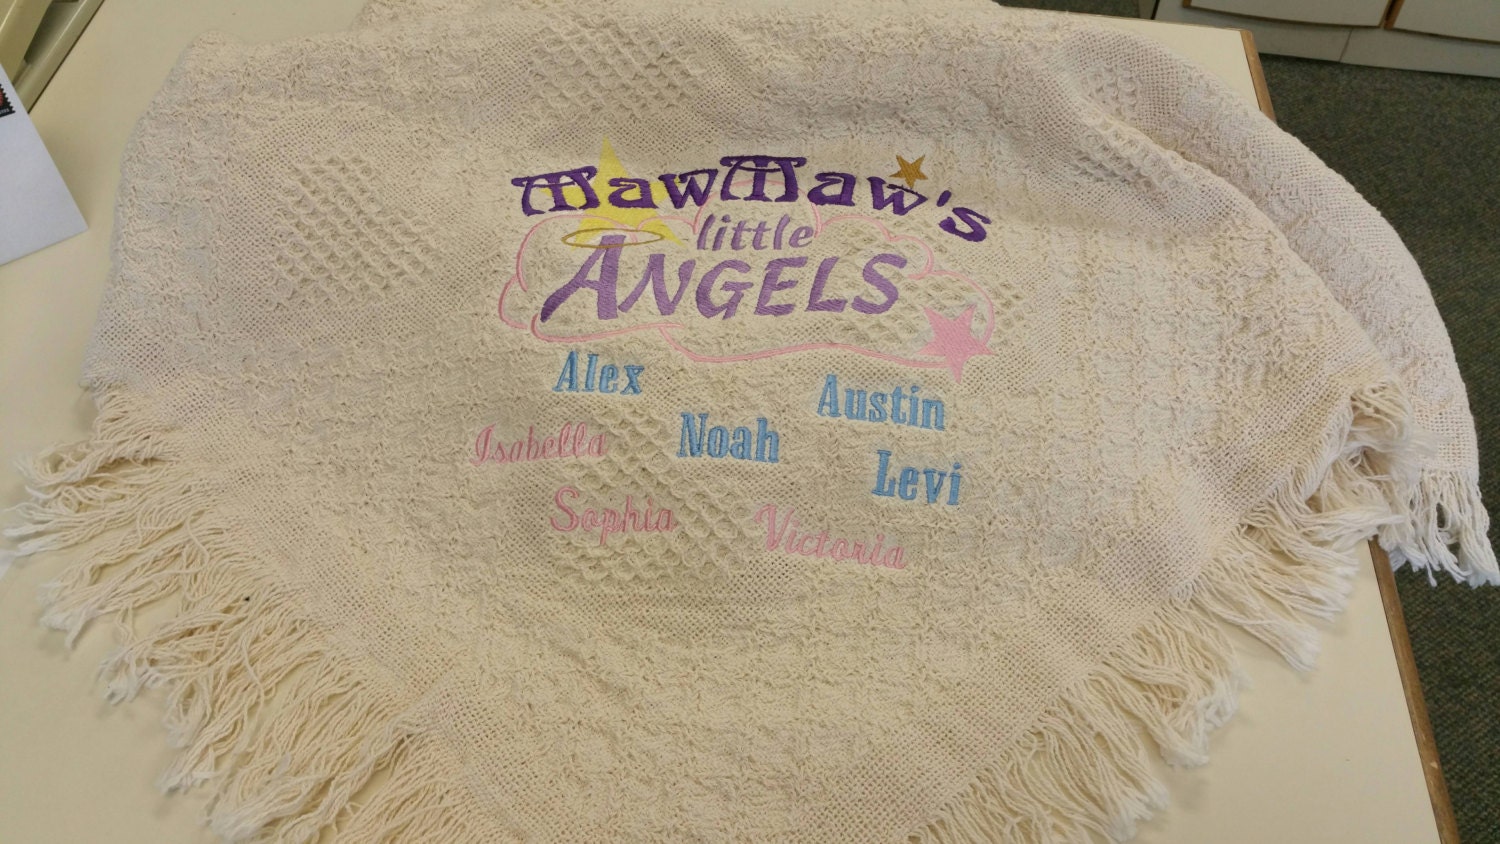 MawMaw's
little
ANGELS
Alex
Austin
Isabella
Noah
Levi
Sophia
Victoria